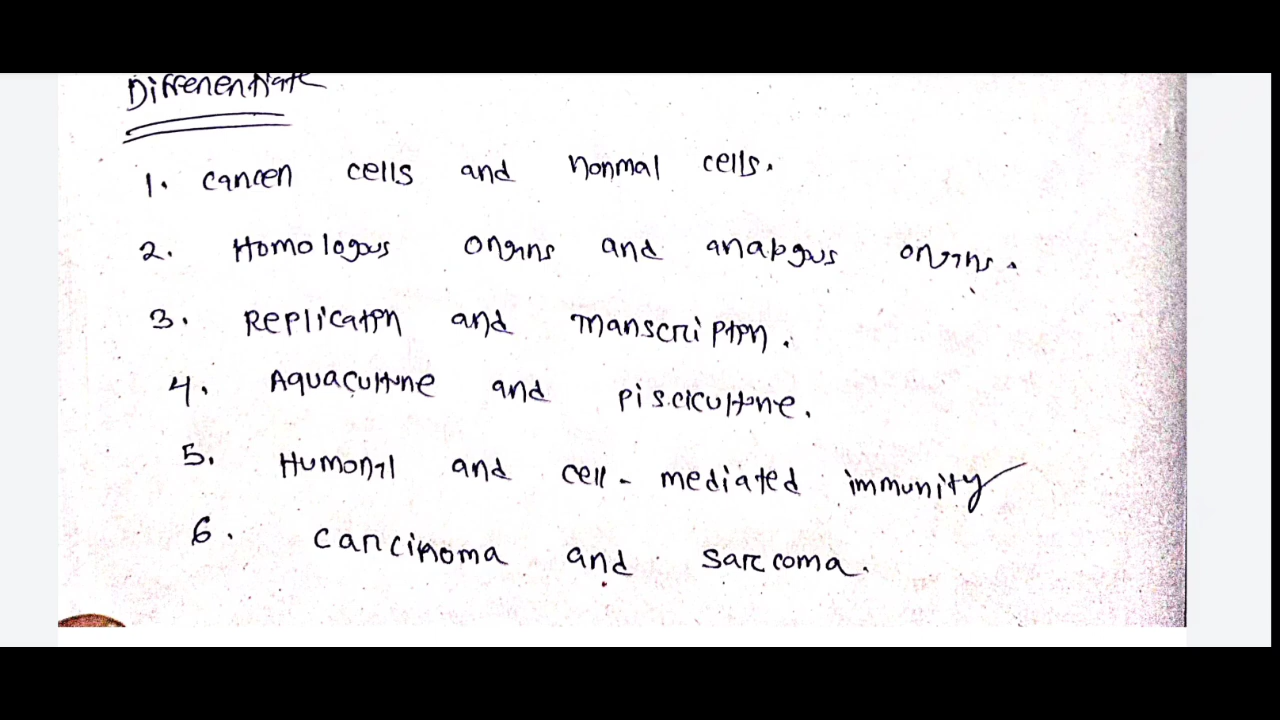 Differentiate
1. cancer cells and normal cells.
2. Homologous organs and analogous organs.
3. Replication and transcription.
4. Aquaculture and pisciculture.
5. Humoral and cell-mediated immunity
6. carcinoma and sarcoma.